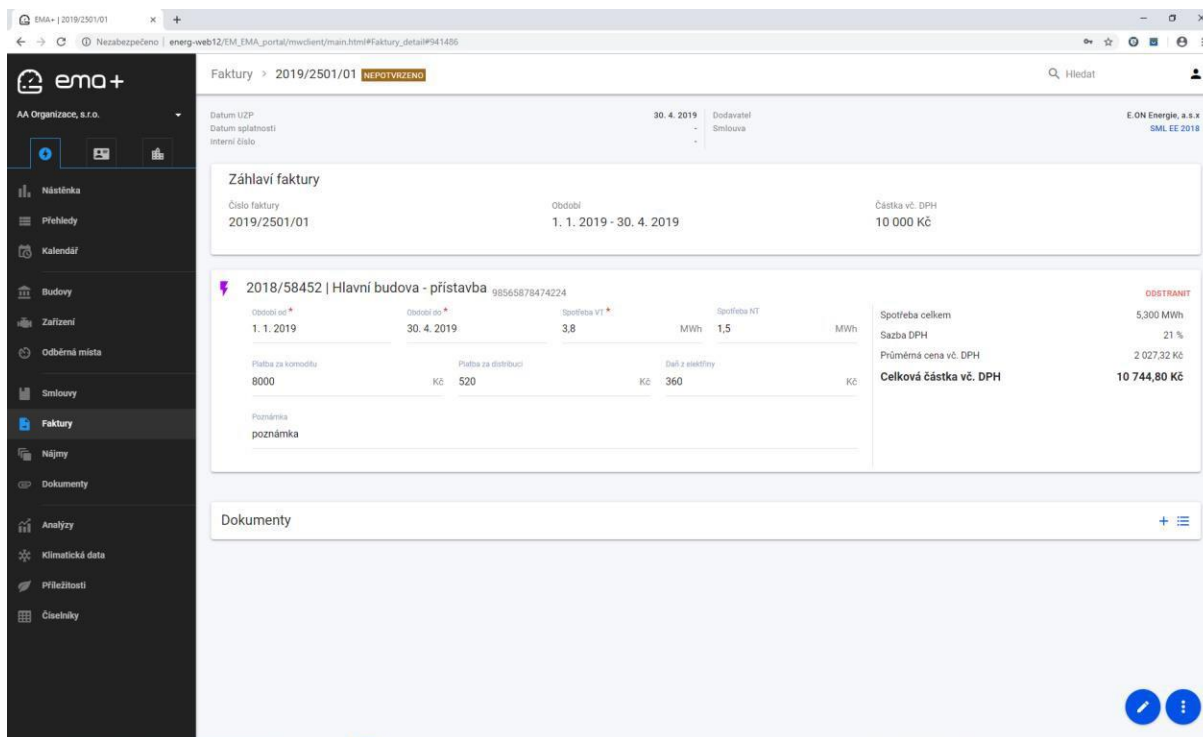 EMA+ | 2019/2501/01
Nezabezpečeno | energ-web12/EM_EMA_portal/mwclient/main.html#Faktury_detail#941486
ema+
AA Organizace, s.r.o.
Nástěnka
Přehledy
Kalendář
Budovy
Zařízení
Odběrná místa
Smlouvy
Faktury
Nájmy
Dokumenty
Analýzy
Klimatická data
Příležitosti
Číselníky
Faktury > 2019/2501/01 NEPOTVRZENO
Hledat
Datum UZP 30. 4. 2019
Datum splatnosti -
Interní číslo -
Dodavatel E.ON Energie, a.s.x
Smlouva SML EE 2018
Záhlaví faktury
Číslo faktury Období Částka vč. DPH
2019/2501/01 1. 1. 2019 - 30. 4. 2019 10 000 Kč
2018/58452 | Hlavní budova - přístavba 98565878474224
ODSTRANIT
Období od * Období do * Spotřeba VT * Spotřeba NT
1. 1. 2019 30. 4. 2019 3,8 MWh 1,5 MWh
Platba za komoditu Platba za distribuci Daň z elektřiny
8000 Kč 520 Kč 360 Kč
Poznámka
poznámka
Spotřeba celkem 5,300 MWh
Sazba DPH 21 %
Průměrná cena vč. DPH 2 027,32 Kč
Celková částka vč. DPH 10 744,80 Kč
Dokumenty